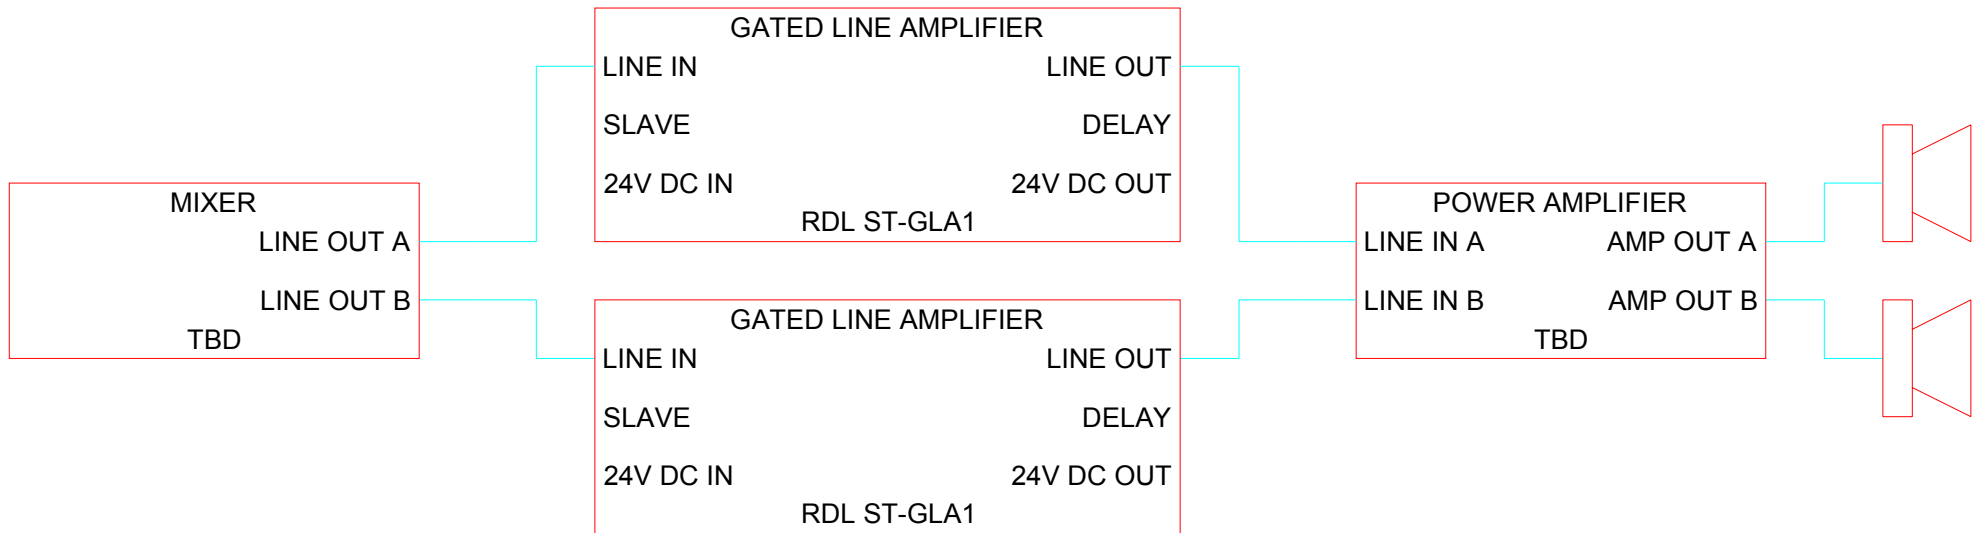 MIXER
LINE OUT A
LINE OUT B
TBD
GATED LINE AMPLIFIER
LINE IN
LINE OUT
SLAVE
DELAY
24V DC IN
24V DC OUT
RDL ST-GLA1
GATED LINE AMPLIFIER
LINE IN
LINE OUT
SLAVE
DELAY
24V DC IN
24V DC OUT
RDL ST-GLA1
POWER AMPLIFIER
LINE IN A
AMP OUT A
LINE IN B
AMP OUT B
TBD